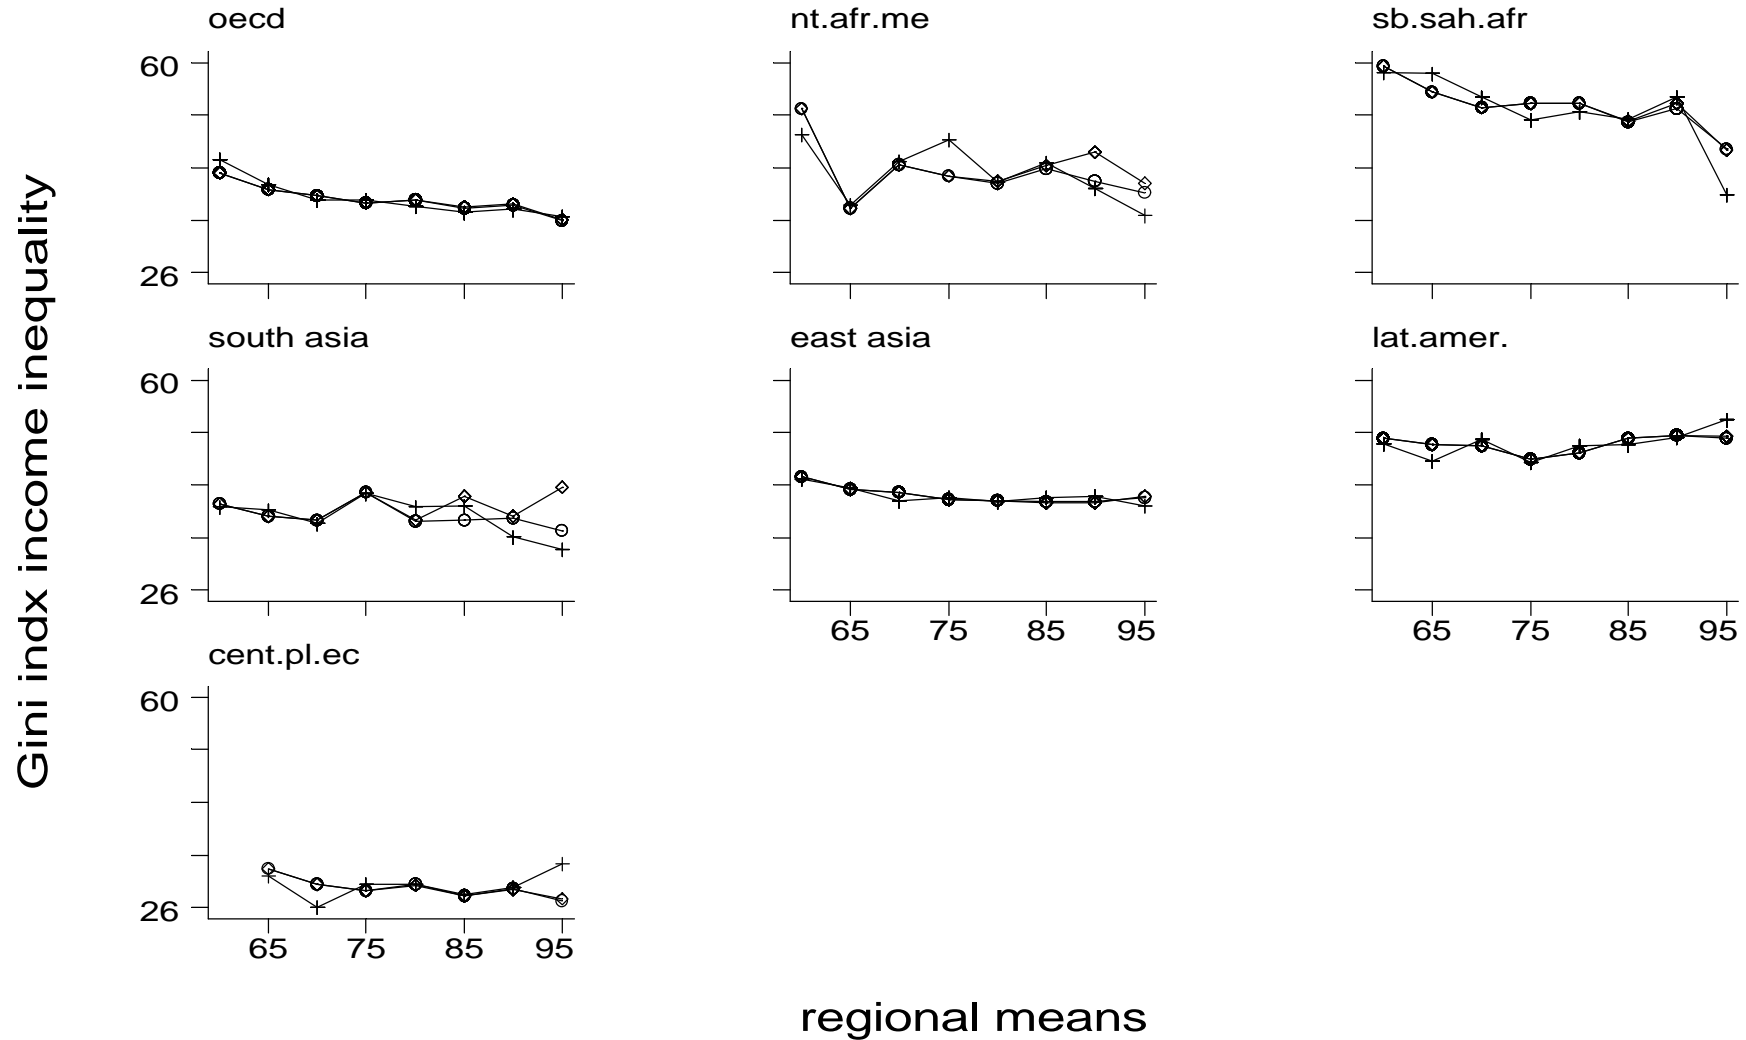 oecd nt.afr.me sb.sah.afr
60
26
south asia east asia lat.amer.
60
26
65 75 85 95 65 75 85 95
cent.pl.ec
60
26
65 75 85 95
Gini indx income inequality
regional means